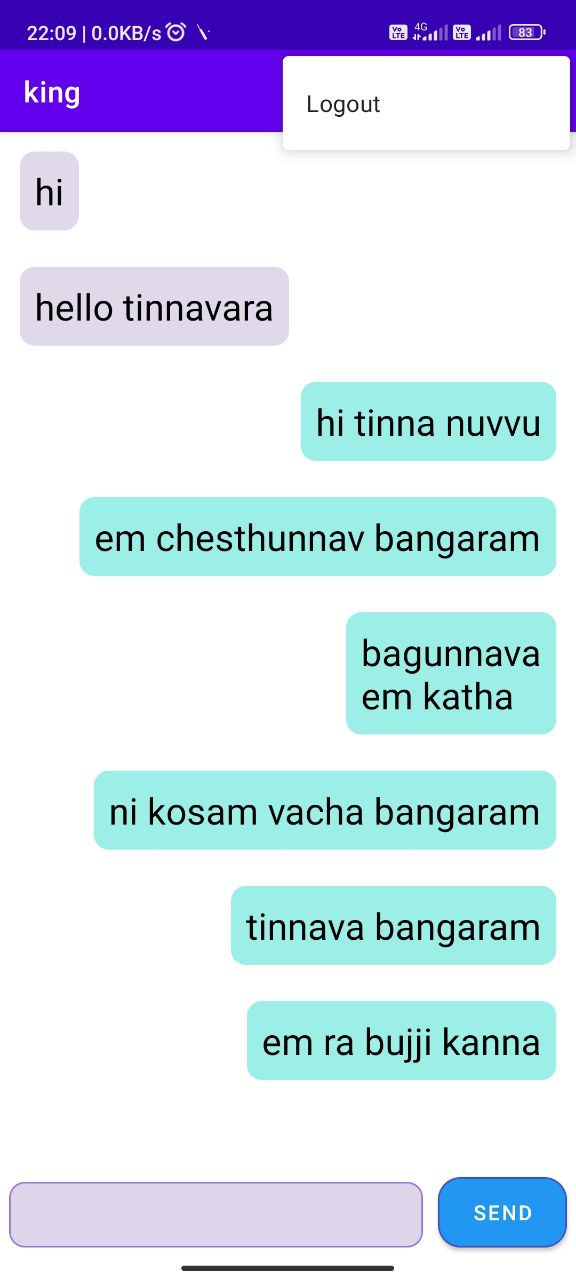 22:09 | 0.0KB/s
Vo LTE 4G Vo LTE 83
king
Logout
hi
hello tinnavara
hi tinna nuvvu
em chesthunnav bangaram
bagunnava
em katha
ni kosam vacha bangaram
tinnava bangaram
em ra bujji kanna
SEND